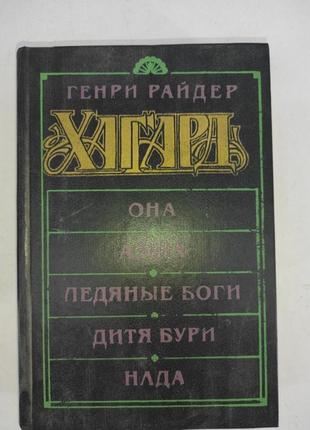 ГЕНРИ РАЙДЕР
ХАГГАРД
ОНА
ЛЕДЯНЫЕ БОГИ
ДИТЯ БУРИ
НАДА